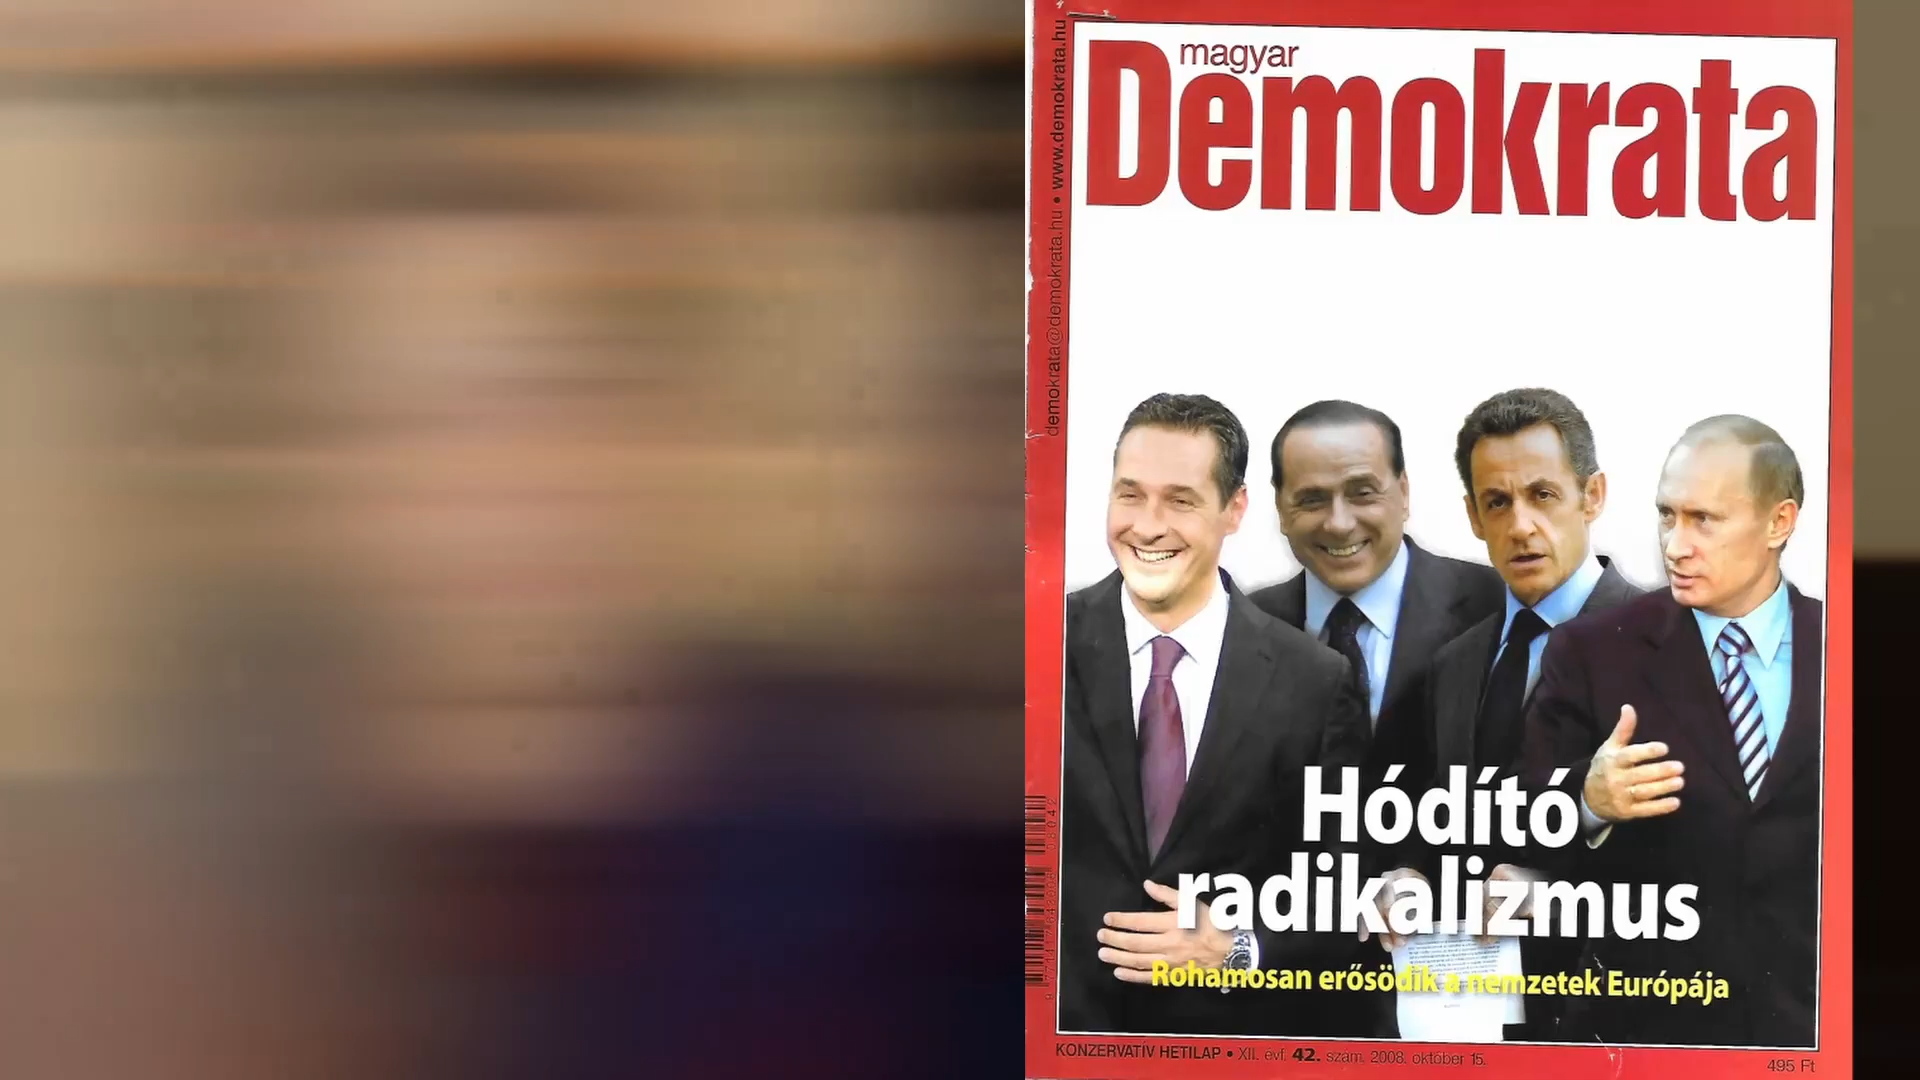 magyar
Demokrata
demokrata@demokrata.hu • www.demokrata.hu
Hódító
radikalizmus
Rohamosan erősödik a nemzetek Európája
KONZERVATÍV HETILAP • XII. évf. 42. szám, 2008. október 15.
495 Ft